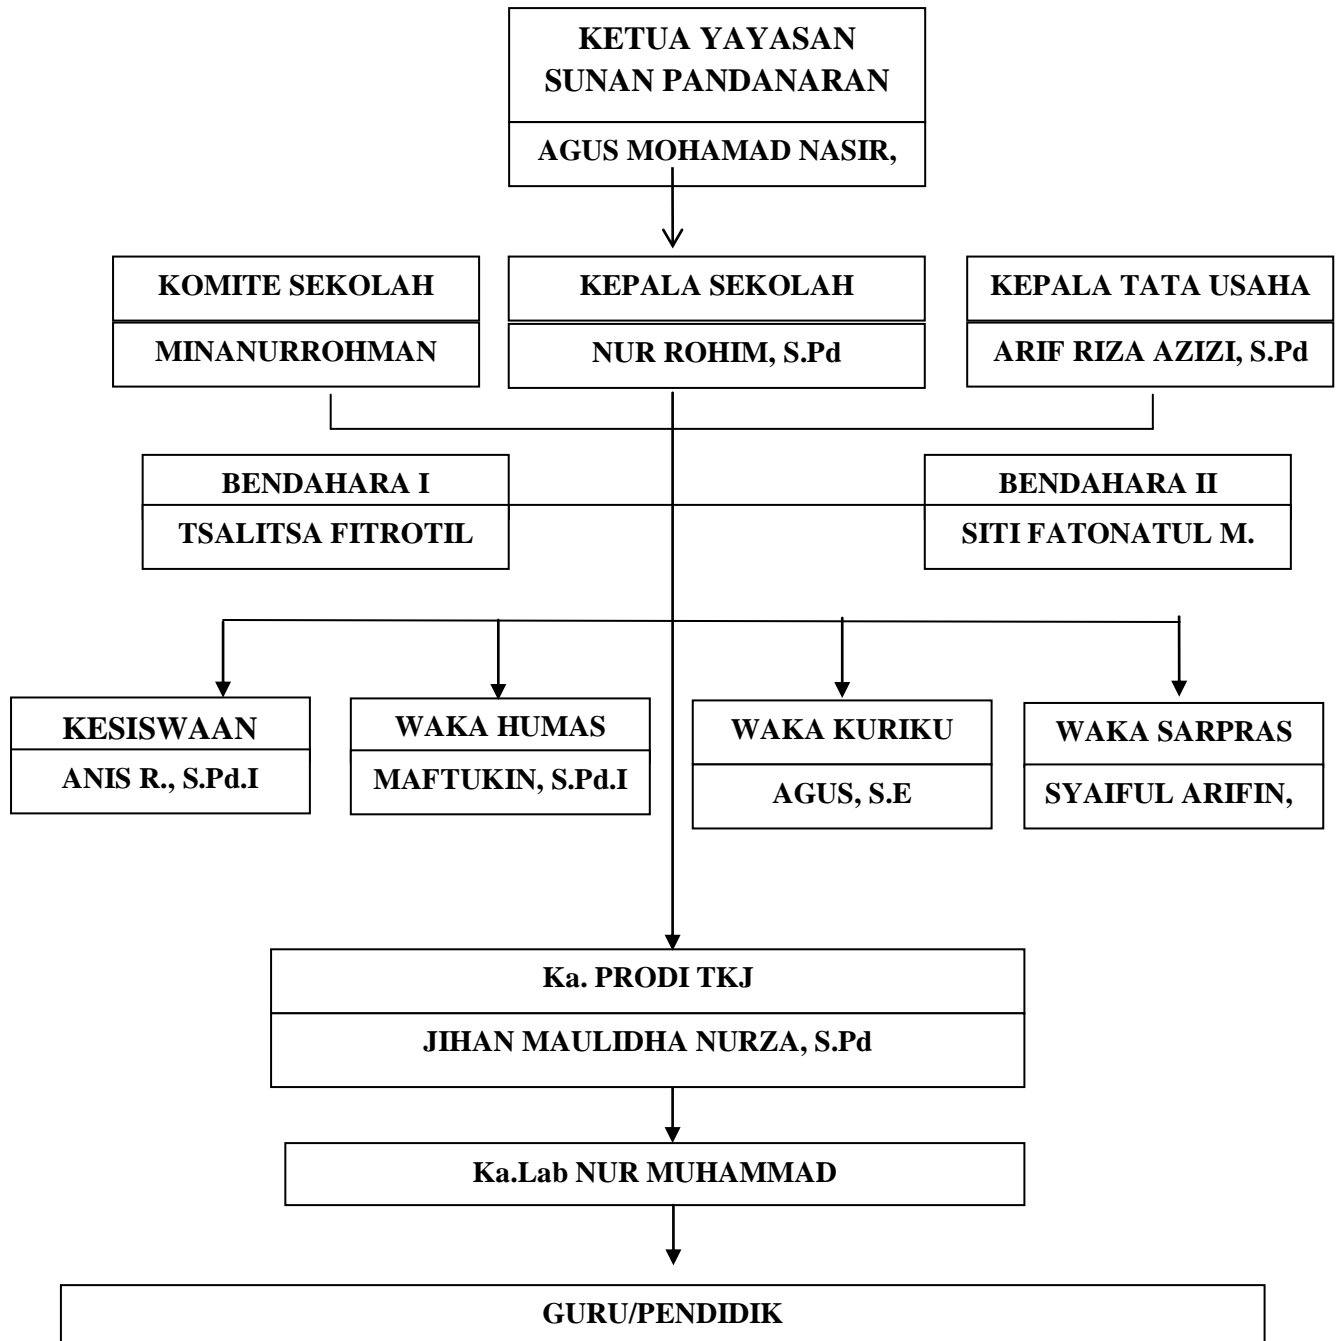 KETUA YAYASAN
SUNAN PANDANARAN
AGUS MOHAMAD NASIR,
KOMITE SEKOLAH
MINANURROHMAN
KEPALA SEKOLAH
NUR ROHIM, S.Pd
KEPALA TATA USAHA
ARIF RIZA AZIZI, S.Pd
BENDAHARA I
TSALITSA FITROTIL
BENDAHARA II
SITI FATONATUL M.
KESISWAAN
ANIS R., S.Pd.I
WAKA HUMAS
MAFTUKIN, S.Pd.I
WAKA KURIKU
AGUS, S.E
WAKA SARPRAS
SYAIFUL ARIFIN,
Ka. PRODI TKJ
JIHAN MAULIDHA NURZA, S.Pd
Ka.Lab NUR MUHAMMAD
GURU/PENDIDIK